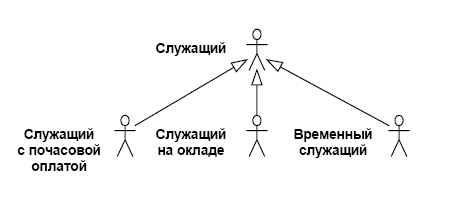 Служащий
Служащий
с почасовой
оплатой
Служащий
на окладе
Временный
служащий